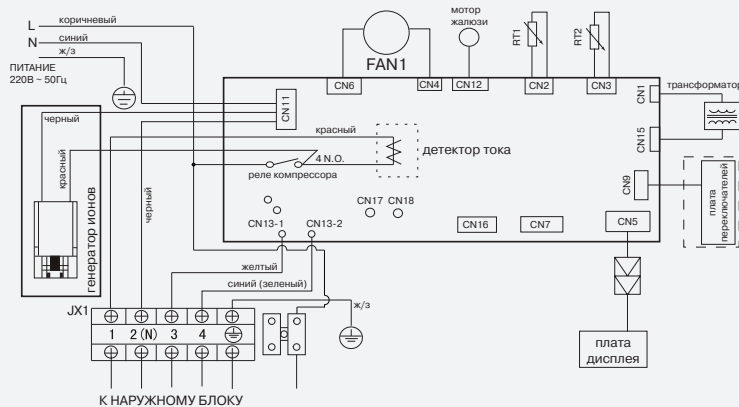 L
коричневый
N
синий
ж/з
ПИТАНИЕ
220В ~ 50Гц
мотор
жалюзи
FAN1
RT1
RT2
CN6
CN4
CN12
CN2
CN3
CN1
трансформатор
CN11
CN15
черный
красный
красный
детектор тока
4 N.O.
реле компрессора
CN9
плата
переключателей
генератор ионов
черный
CN17
CN18
CN13-1
CN13-2
CN16
CN7
CN5
желтый
синий (зеленый)
ж/з
JX1
1
2 (N)
3
4
плата
дисплея
К НАРУЖНОМУ БЛОКУ